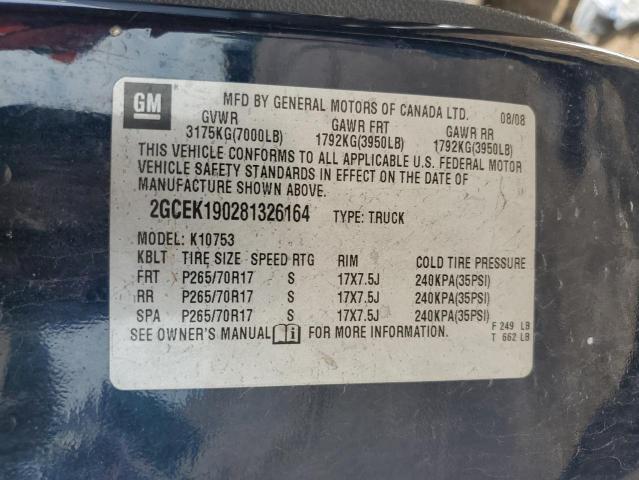 GM
MFD BY GENERAL MOTORS OF CANADA LTD. 08/08
GVWR GAWR FRT GAWR RR
3175KG(7000LB) 1792KG(3950LB) 1792KG(3950LB)
THIS VEHICLE CONFORMS TO ALL APPLICABLE U.S. FEDERAL MOTOR
VEHICLE SAFETY STANDARDS IN EFFECT ON THE DATE OF
MANUFACTURE SHOWN ABOVE.
2GCEK190281326164 TYPE: TRUCK
MODEL: K10753
KBLT TIRE SIZE SPEED RTG RIM COLD TIRE PRESSURE
FRT P265/70R17 S 17X7.5J 240KPA(35PSI)
RR P265/70R17 S 17X7.5J 240KPA(35PSI)
SPA P265/70R17 S 17X7.5J 240KPA(35PSI)
SEE OWNER'S MANUAL i FOR MORE INFORMATION.
F 249 LB
T 662 LB